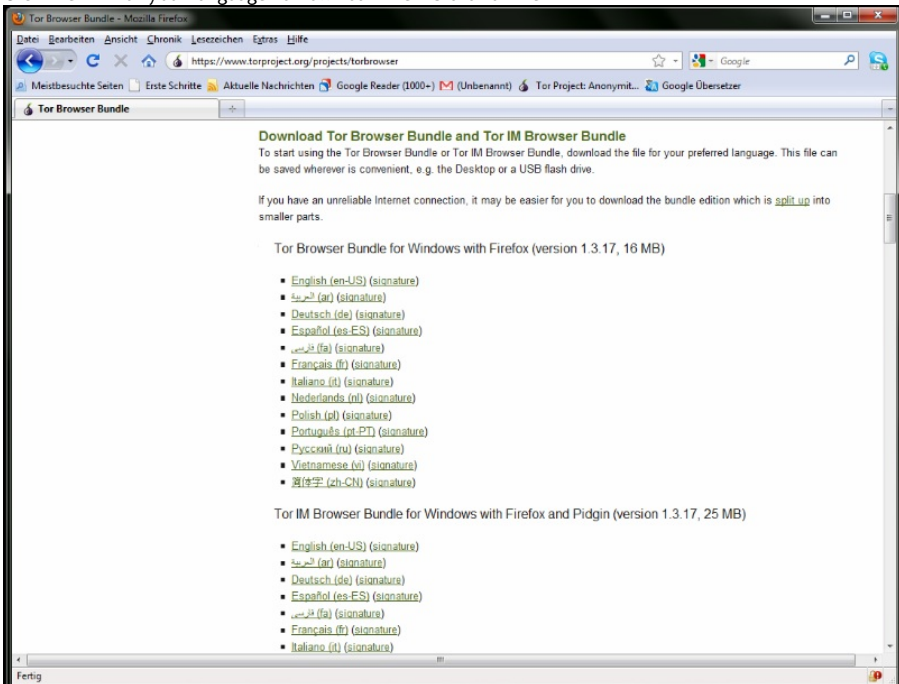 Tor Browser Bundle - Mozilla Firefox
Datei Bearbeiten Ansicht Chronik Lesezeichen Extras Hilfe
https://www.torproject.org/projects/torbrowser
Google
Meistbesuchte Seiten Erste Schritte Aktuelle Nachrichten Google Reader (1000+) (Unbenannt) Tor Project: Anonymit... Google Übersetzer
Tor Browser Bundle
Download Tor Browser Bundle and Tor IM Browser Bundle
To start using the Tor Browser Bundle or Tor IM Browser Bundle, download the file for your preferred language. This file can
be saved wherever is convenient, e.g. the Desktop or a USB flash drive.
If you have an unreliable Internet connection, it may be easier for you to download the bundle edition which is split up into
smaller parts.
Tor Browser Bundle for Windows with Firefox (version 1.3.17, 16 MB)
English (en-US) (signature)
العربية (ar) (signature)
Deutsch (de) (signature)
Español (es-ES) (signature)
فارسی (fa) (signature)
Français (fr) (signature)
Italiano (it) (signature)
Nederlands (nl) (signature)
Polish (pl) (signature)
Português (pt-PT) (signature)
Русский (ru) (signature)
Vietnamese (vi) (signature)
简体字 (zh-CN) (signature)
Tor IM Browser Bundle for Windows with Firefox and Pidgin (version 1.3.17, 25 MB)
English (en-US) (signature)
العربية (ar) (signature)
Deutsch (de) (signature)
Español (es-ES) (signature)
فارسی (fa) (signature)
Français (fr) (signature)
Italiano (it) (signature)
Fertig